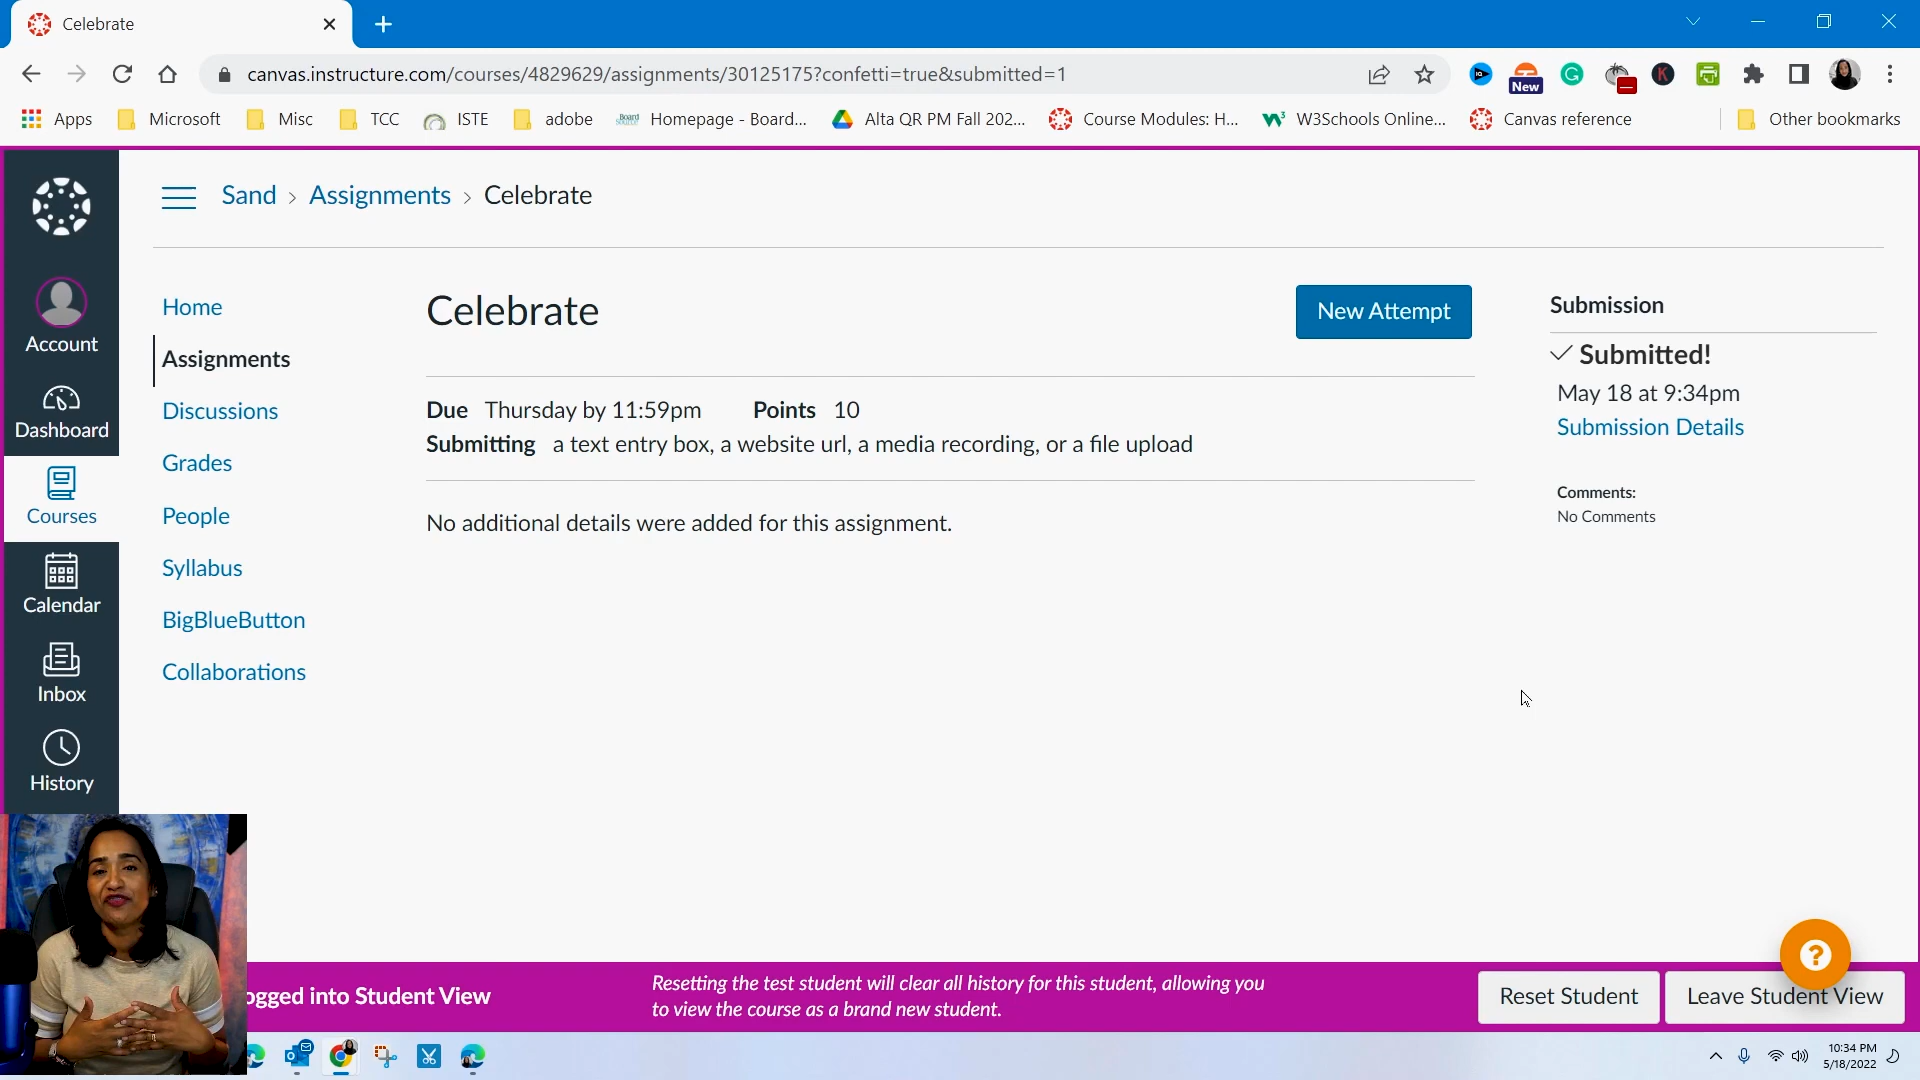 Celebrate
canvas.instructure.com/courses/4829629/assignments/30125175?confetti=true&submitted=1
New
Apps
Microsoft
Misc
TCC
ISTE
adobe
Homepage - Board...
Alta QR PM Fall 202...
Course Modules: H...
W3Schools Online...
Canvas reference
Other bookmarks
Sand > Assignments > Celebrate
Account
Dashboard
Courses
Calendar
Inbox
History
Home
Assignments
Discussions
Grades
People
Syllabus
BigBlueButton
Collaborations
Celebrate
New Attempt
Due Thursday by 11:59pm Points 10
Submitting a text entry box, a website url, a media recording, or a file upload
No additional details were added for this assignment.
Submission
Submitted!
May 18 at 9:34pm
Submission Details
Comments:
No Comments
ogged into Student View
Resetting the test student will clear all history for this student, allowing you
to view the course as a brand new student.
Reset Student
Leave Student View
10:34 PM
5/18/2022